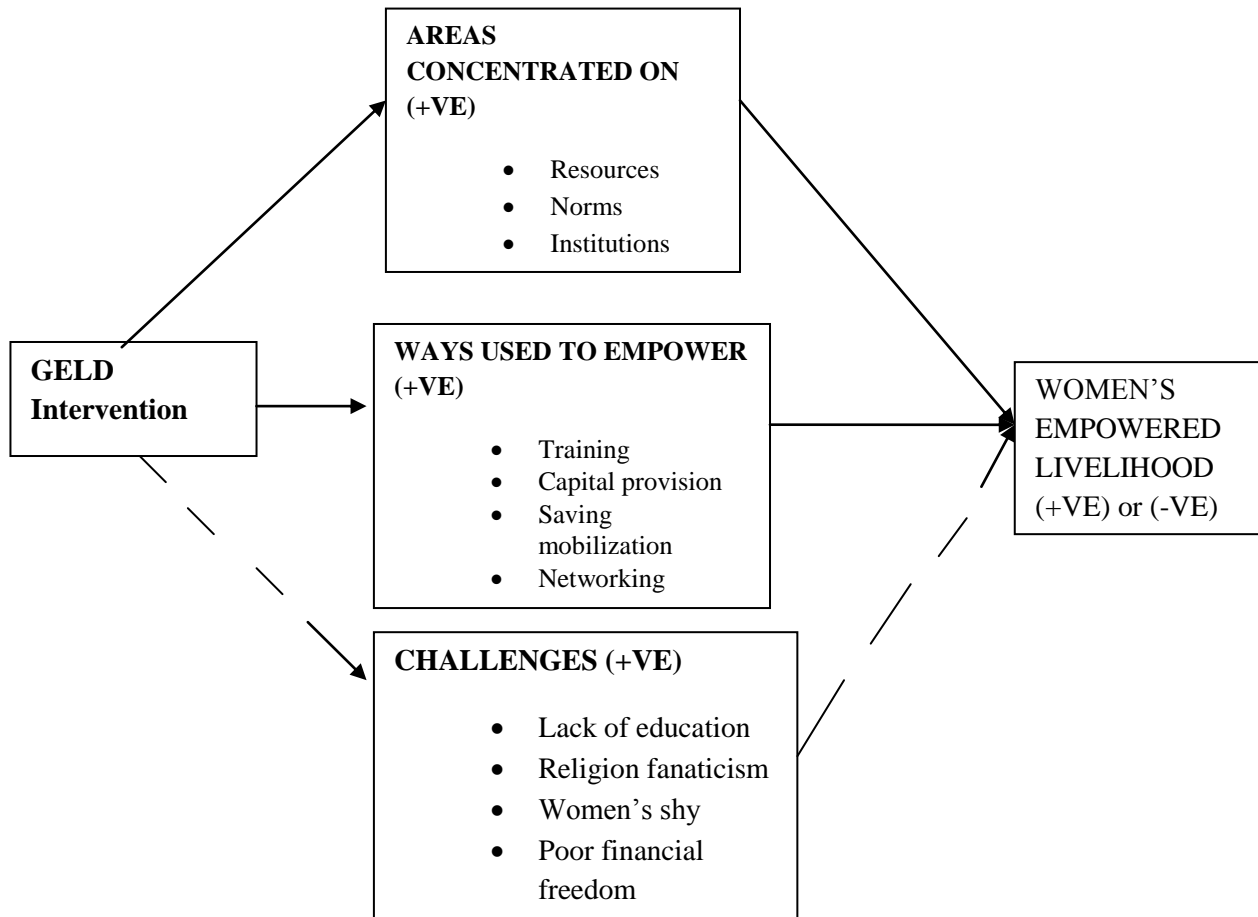 AREAS
CONCENTRATED ON
(+VE)
• Resources
• Norms
• Institutions
GELD
Intervention
WAYS USED TO EMPOWER
(+VE)
• Training
• Capital provision
• Saving
mobilization
• Networking
WOMEN’S
EMPOWERED
LIVELIHOOD
(+VE) or (-VE)
CHALLENGES (+VE)
• Lack of education
• Religion fanaticism
• Women’s shy
• Poor financial
freedom